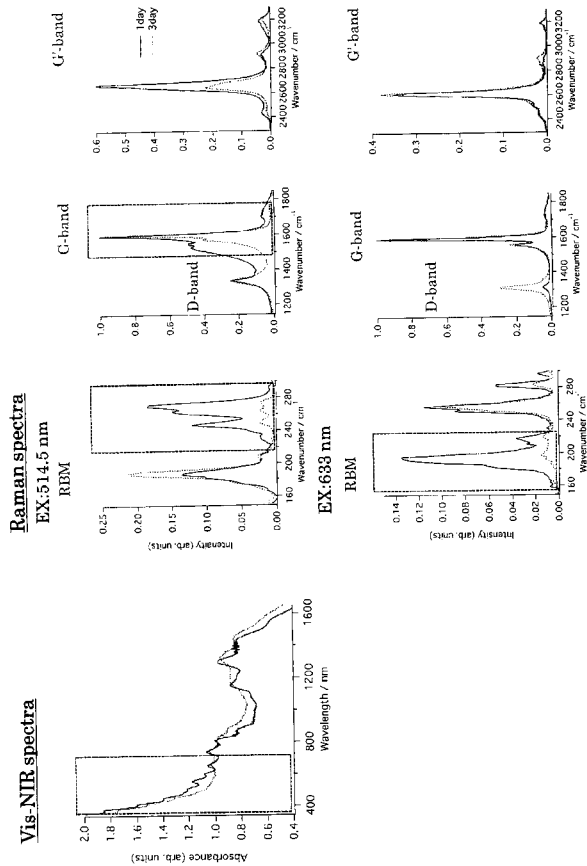 Vis-NIR spectra
2.0
1.8
1.6
1.4
1.2
1.0
0.8
0.6
0.4
Absorbance (arb. units)
400 800 1200 1600
Wavelength / nm
Raman spectra
EX:514.5 nm
RBM
0.25
0.20
0.15
0.10
0.05
0.00
Intensity (arb. units)
160 200 240 280
Wavenumber / cm⁻¹
G-band
D-band
1.0
0.8
0.6
0.4
0.2
0.0
1200 1400 1600 1800
Wavenumber / cm⁻¹
G'-band
1day
3day
0.6
0.5
0.4
0.3
0.2
0.1
0.0
2400 2600 2800 3000 3200
Wavenumber / cm⁻¹
EX:633 nm
RBM
0.14
0.12
0.10
0.08
0.06
0.04
0.02
0.00
Intensity (arb. units)
160 200 240 280
Wavenumber / cm⁻¹
G-band
D-band
1.0
0.8
0.6
0.4
0.2
0.0
1200 1400 1600 1800
Wavenumber / cm⁻¹
G'-band
0.4
0.3
0.2
0.1
0.0
2400 2600 2800 3000 3200
Wavenumber / cm⁻¹